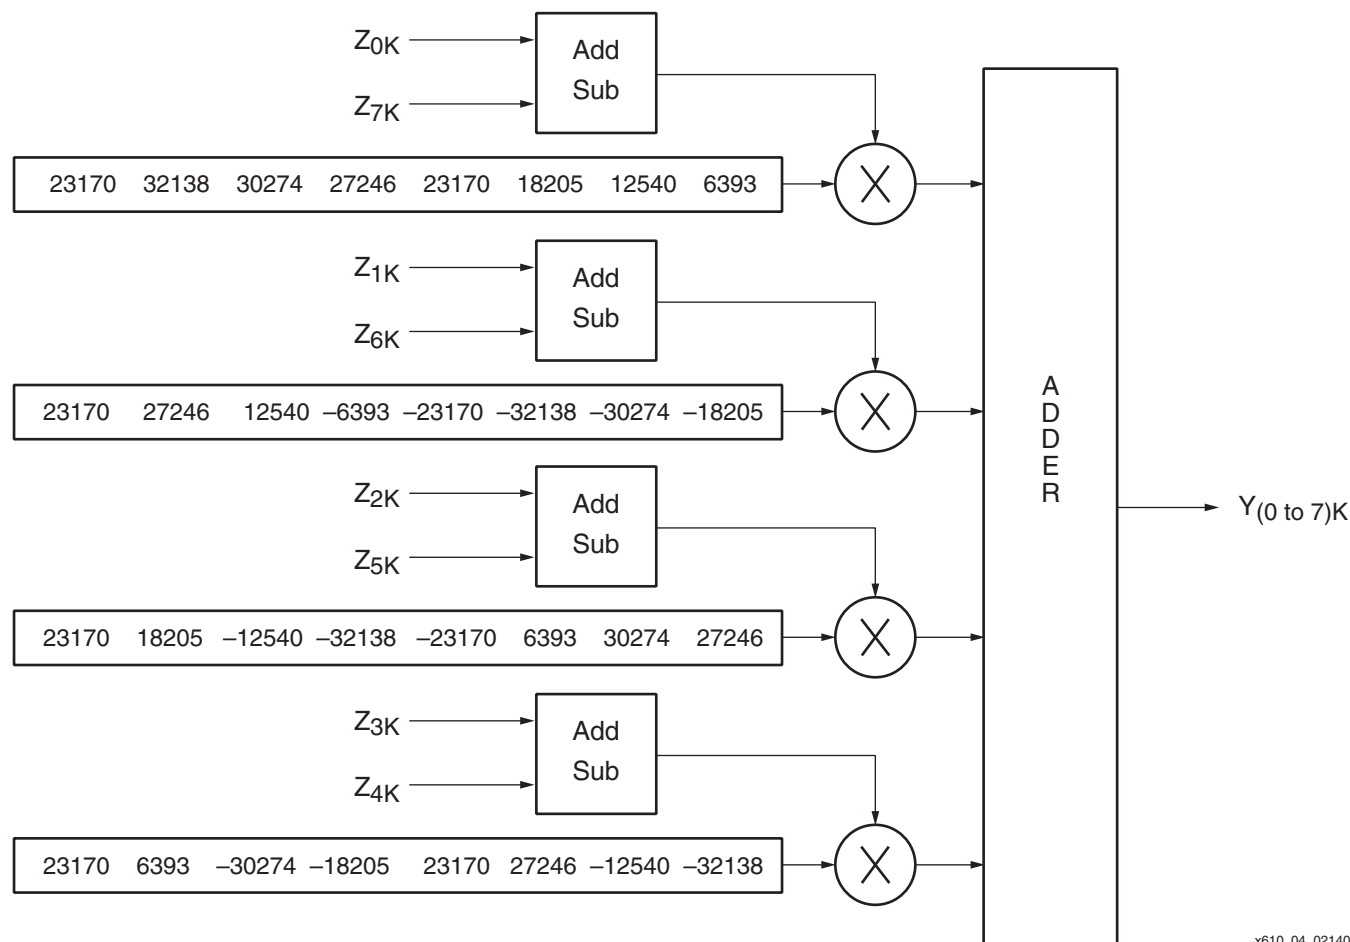 Z0K
Add
Sub
Z7K
23170 32138 30274 27246 23170 18205 12540 6393
X
Z1K
Add
Sub
Z6K
23170 27246 12540 –6393 –23170 –32138 –30274 –18205
X
Z2K
Add
Sub
Z5K
23170 18205 –12540 –32138 –23170 6393 30274 27246
X
Z3K
Add
Sub
Z4K
23170 6393 –30274 –18205 23170 27246 –12540 –32138
X
A
D
D
E
R
Y(0 to 7)K